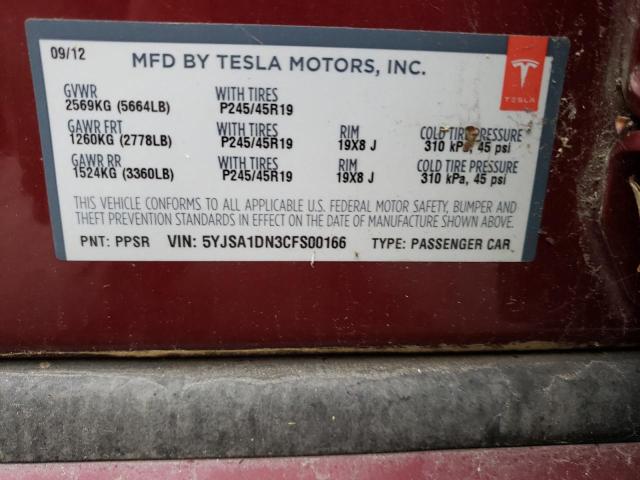 09/12
MFD BY TESLA MOTORS, INC.
TESLA
GVWR WITH TIRES
2569KG (5664LB) P245/45R19
GAWR FRT WITH TIRES RIM COLD TIRE PRESSURE
1260KG (2778LB) P245/45R19 19X8 J 310 kPa, 45 psi
GAWR RR WITH TIRES RIM COLD TIRE PRESSURE
1524KG (3360LB) P245/45R19 19X8 J 310 kPa, 45 psi
THIS VEHICLE CONFORMS TO ALL APPLICABLE U.S. FEDERAL MOTOR SAFETY, BUMPER AND
THEFT PREVENTION STANDARDS IN EFFECT ON THE DATE OF MANUFACTURE SHOWN ABOVE.
PNT: PPSR VIN: 5YJSA1DN3CFS00166 TYPE: PASSENGER CAR